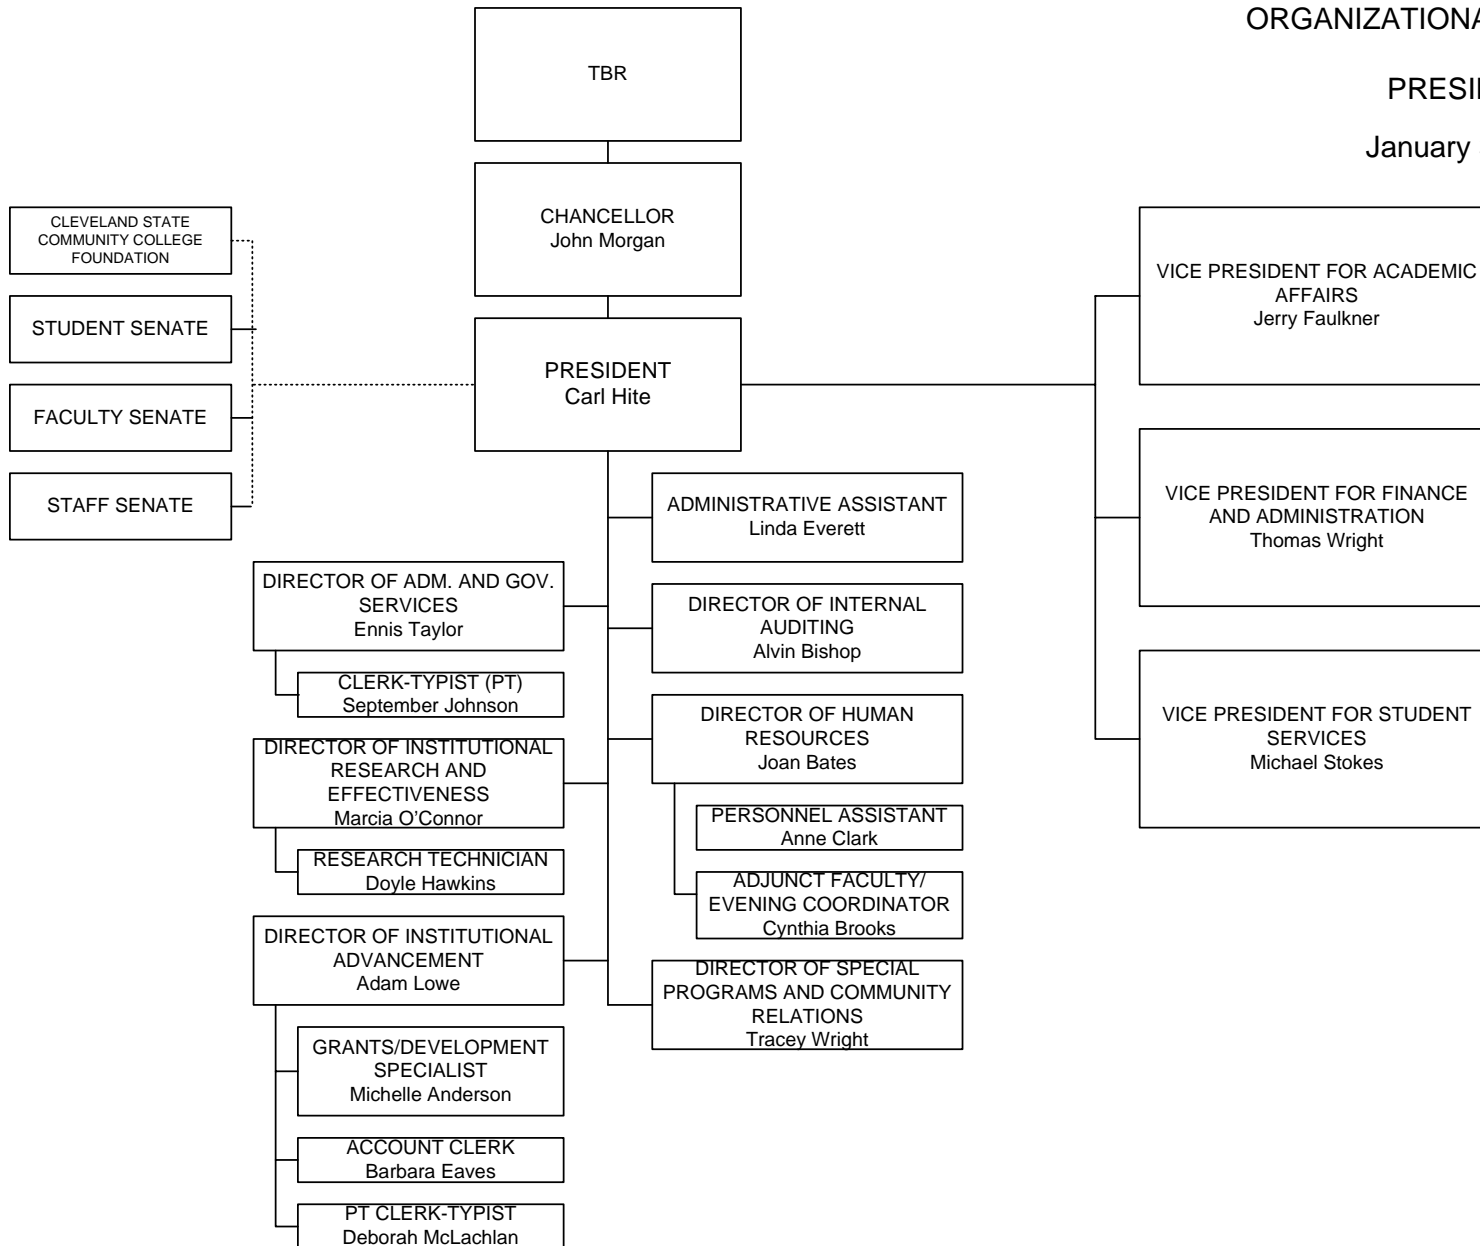 ORGANIZATIONA
PRESI
January
TBR
CHANCELLOR
John Morgan
CLEVELAND STATE
COMMUNITY COLLEGE
FOUNDATION
STUDENT SENATE
FACULTY SENATE
STAFF SENATE
PRESIDENT
Carl Hite
VICE PRESIDENT FOR ACADEMIC
AFFAIRS
Jerry Faulkner
VICE PRESIDENT FOR FINANCE
AND ADMINISTRATION
Thomas Wright
VICE PRESIDENT FOR STUDENT
SERVICES
Michael Stokes
ADMINISTRATIVE ASSISTANT
Linda Everett
DIRECTOR OF ADM. AND GOV.
SERVICES
Ennis Taylor
CLERK-TYPIST (PT)
September Johnson
DIRECTOR OF INSTITUTIONAL
RESEARCH AND
EFFECTIVENESS
Marcia O’Connor
RESEARCH TECHNICIAN
Doyle Hawkins
DIRECTOR OF INSTITUTIONAL
ADVANCEMENT
Adam Lowe
GRANTS/DEVELOPMENT
SPECIALIST
Michelle Anderson
ACCOUNT CLERK
Barbara Eaves
PT CLERK-TYPIST
Deborah McLachlan
DIRECTOR OF INTERNAL
AUDITING
Alvin Bishop
DIRECTOR OF HUMAN
RESOURCES
Joan Bates
PERSONNEL ASSISTANT
Anne Clark
ADJUNCT FACULTY/
EVENING COORDINATOR
Cynthia Brooks
DIRECTOR OF SPECIAL
PROGRAMS AND COMMUNITY
RELATIONS
Tracey Wright